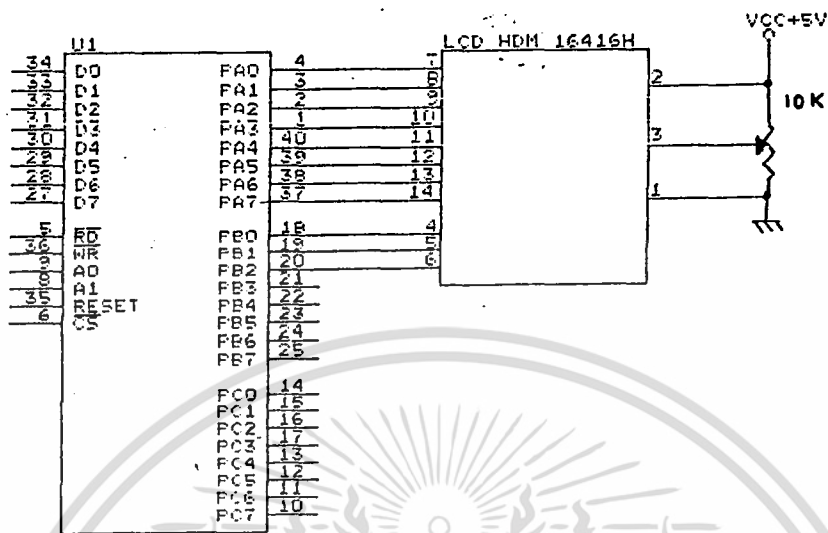 U1
34 D0
33 D1
32 D2
31 D3
30 D4
29 D5
28 D6
27 D7
5 RD
36 WR
9 A0
8 A1
35 RESET
6 CS
PA0 4
PA1 3
PA2 2
PA3 1
PA4 40
PA5 39
PA6 38
PA7 37
PB0 18
PB1 19
PB2 20
PB3 21
PB4 22
PB5 23
PB6 24
PB7 25
PC0 14
PC1 15
PC2 16
PC3 17
PC4 13
PC5 12
PC6 11
PC7 10
LCD HDM 16416H
7
8
9
10
11
12
13
14
4
5
6
2
3
1
VCC+5V
10K